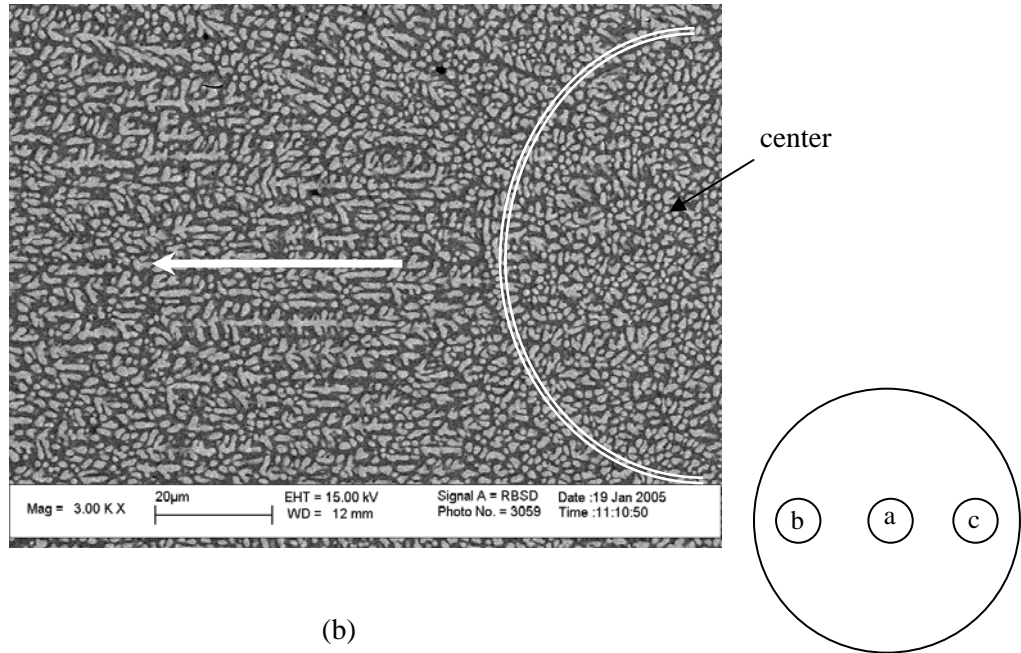 center
Mag = 3.00 K X
20µm
EHT = 15.00 kV
WD = 12 mm
Signal A = RBSD
Photo No. = 3059
Date :19 Jan 2005
Time :11:10:50
b
a
c
(b)